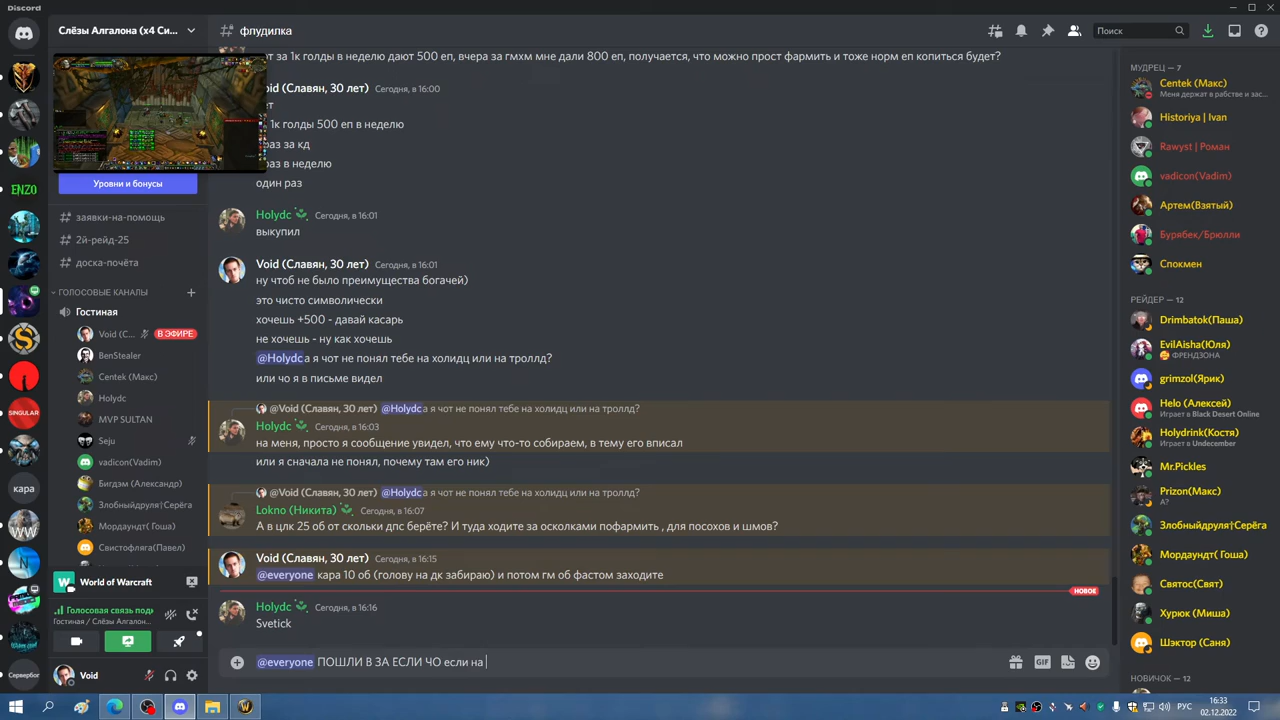 Discord
Слёзы Алгалона (x4 Си...
флудилка
Поиск
от за 1к голды в неделю дают 500 еп, вчера за гмхм мне дали 800 еп, получается, что можно прост фармить и тоже норм еп копиться будет?
oid (Славян, 30 лет) Сегодня, в 16:00
ет
1к голды 500 еп в неделю
раз за кд
раз в неделю
один раз
Holydc Сегодня, в 16:01
выкупил
Void (Славян, 30 лет) Сегодня, в 16:01
ну чтоб не было преимущества богачей)
это чисто символически
хочешь +500 - давай касарь
не хочешь - ну как хочешь
@Holydc а я чот не понял тебе на холидц или на троллд?
или чо я в письме видел
@Void (Славян, 30 лет) @Holydc а я чот не понял тебе на холидц или на троллд?
Holydc Сегодня, в 16:03
на меня, просто я сообщение увидел, что ему что-то собираем, в тему его вписал
или я сначала не понял, почему там его ник)
@Void (Славян, 30 лет) @Holydc а я чот не понял тебе на холидц или на троллд?
Lokno (Никита) Сегодня, в 16:07
А в цлк 25 об от скольки дпс берёте? И туда ходите за осколками пофармить , для посохов и шмов?
Void (Славян, 30 лет) Сегодня, в 16:15
@everyone кара 10 об (голову на дк забираю) и потом гм об фастом заходите
НОВОЕ
Holydc Сегодня, в 16:16
Svetick
@everyone ПОШЛИ В ЗА ЕСЛИ ЧО если на
GIF
Уровни и бонусы
заявки-на-помощь
2й-рейд-25
доска-почёта
ГОЛОСОВЫЕ КАНАЛЫ
Гостиная
Void (С... В ЭФИРЕ
BenStealer
Centek (Макс)
Holydc
MVP SULTAN
Seju
vadicon(Vadim)
Бигдэм (Александр)
Злобныйдруля†Серёга
Мордаундт( Гоша)
Свистофляга(Павел)
World of Warcraft
Голосовая связь подк
Гостиная / Слёзы Алгалон...
Void
ENZO
SINGULAR
кара
WW
Сервербог
МУДРЕЦ — 7
Centek (Макс)
Меня держат в рабстве и зас...
Historiya | Ivan
Rawyst | Роман
vadicon(Vadim)
Артем(Взятый)
Бурябек/Брюлли
Спокмен
РЕЙДЕР — 12
Drimbatok(Паша)
EvilAisha(Юля)
ФРЕНДЗОНА
grimzol(Ярик)
Helo (Алексей)
Играет в Black Desert Online
Holydrink(Костя)
Играет в Undecember
Mr.Pickles
Prizon(Макс)
А?
Злобныйдруля†Серёга
Мордаундт( Гоша)
Святос(Свят)
Хурюк (Миша)
Шэктор (Саня)
НОВИЧОК — 12
РУС
16:33
02.12.2022